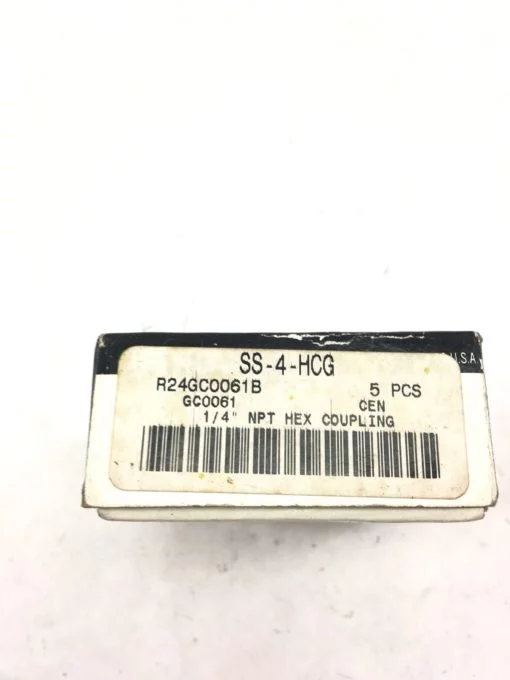 U.S.A
SS-4-HCG
R24GC0061B 5 PCS
GC0061 CEN
1/4" NPT HEX COUPLING